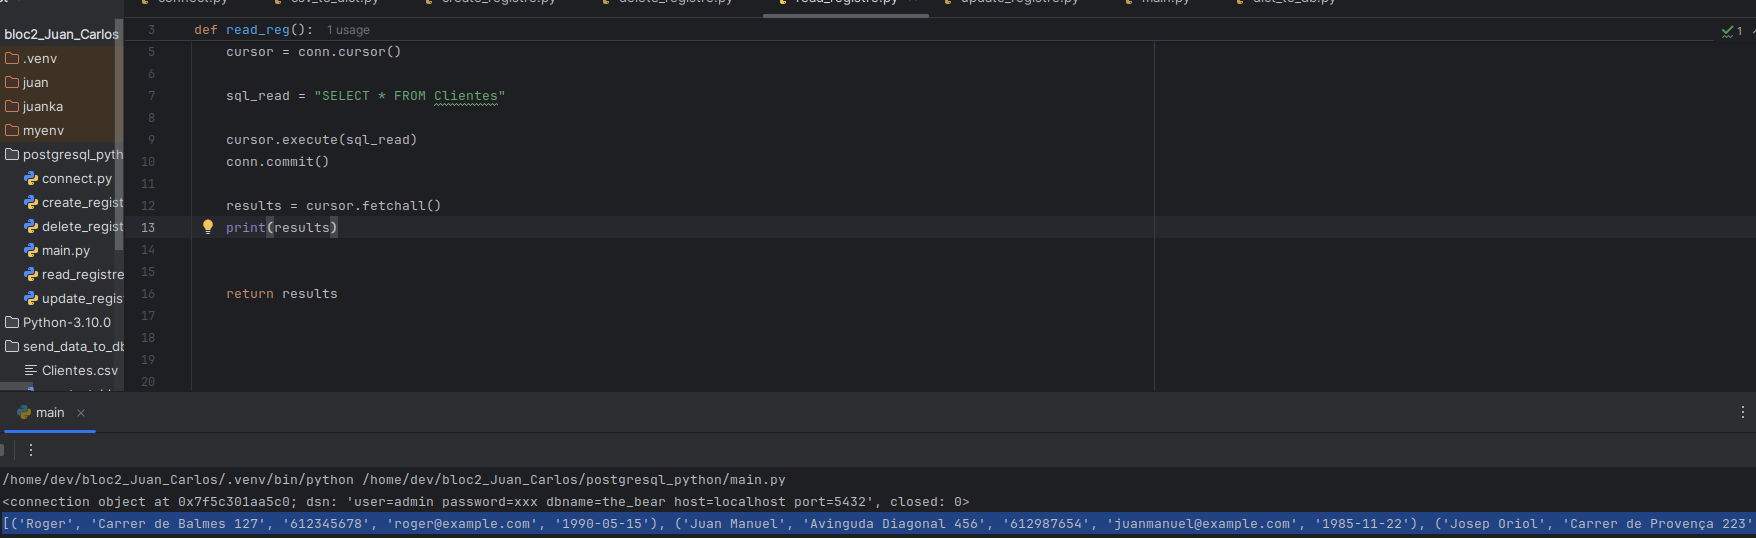 connect.py csv_to_dict.py create_registre.py delete_registre.py read_registre.py update_registre.py main.py dict_to_db.py
bloc2_Juan_Carlos
.venv
juan
juanka
myenv
postgresql_pyth
connect.py
create_regist
delete_regist
main.py
read_registre
update_regis
Python-3.10.0
send_data_to_db
Clientes.csv
3 def read_reg(): 1 usage
1
5 cursor = conn.cursor()
6
7 sql_read = "SELECT * FROM Clientes"
8
9 cursor.execute(sql_read)
10 conn.commit()
11
12 results = cursor.fetchall()
13 print(results)
14
15
16 return results
17
18
19
20
main
/home/dev/bloc2_Juan_Carlos/.venv/bin/python /home/dev/bloc2_Juan_Carlos/postgresql_python/main.py
<connection object at 0x7f5c301aa5c0; dsn: 'user=admin password=xxx dbname=the_bear host=localhost port=5432', closed: 0>
[('Roger', 'Carrer de Balmes 127', '612345678', 'roger@example.com', '1990-05-15'), ('Juan Manuel', 'Avinguda Diagonal 456', '612987654', 'juanmanuel@example.com', '1985-11-22'), ('Josep Oriol', 'Carrer de Provença 223'